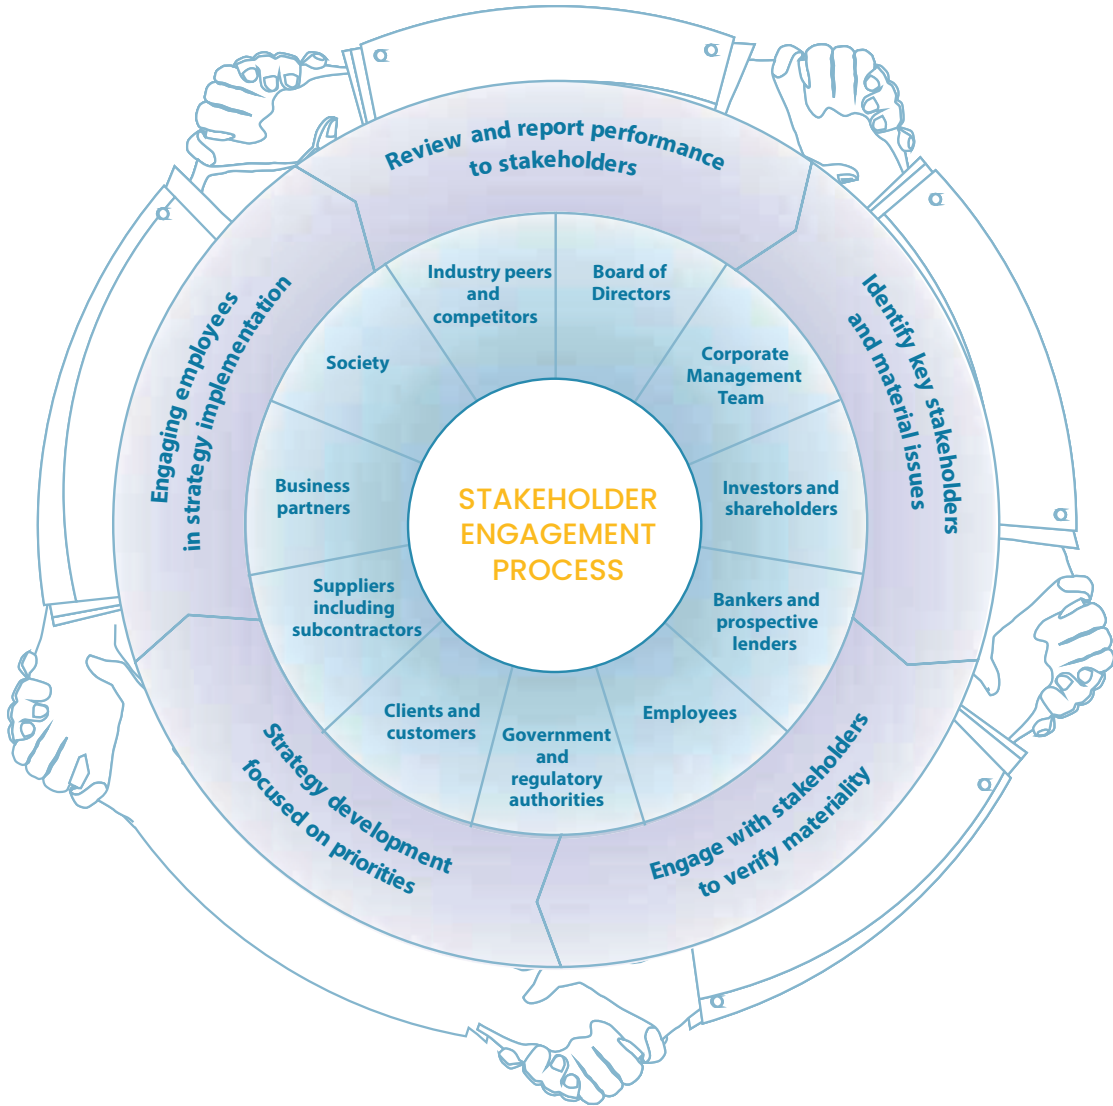 Review and report performance
to stakeholders
Identify key stakeholders
and material issues
Engage with stakeholders
to verify materiality
Strategy development
focused on priorities
Engaging employees
in strategy implementation
Board of
Directors
Corporate
Management
Team
Investors and
shareholders
Bankers and
prospective
lenders
Employees
Government
and
regulatory
authorities
Clients and
customers
Suppliers
including
subcontractors
Business
partners
Society
Industry peers
and
competitors
STAKEHOLDER
ENGAGEMENT
PROCESS